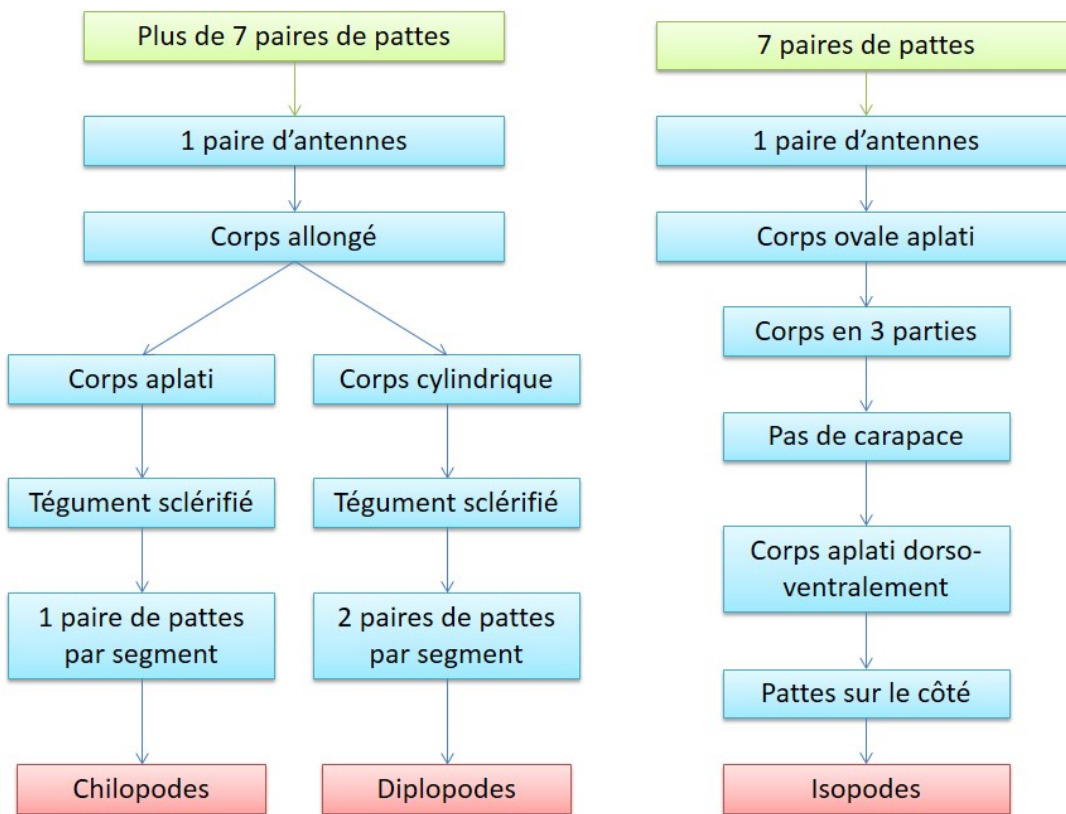 Plus de 7 paires de pattes
1 paire d'antennes
Corps allongé
Corps aplati
Tégument sclérifié
1 paire de pattes
par segment
Chilopodes
Corps cylindrique
Tégument sclérifié
2 paires de pattes
par segment
Diplopodes
7 paires de pattes
1 paire d'antennes
Corps ovale aplati
Corps en 3 parties
Pas de carapace
Corps aplati dorso-
ventralement
Pattes sur le côté
Isopodes